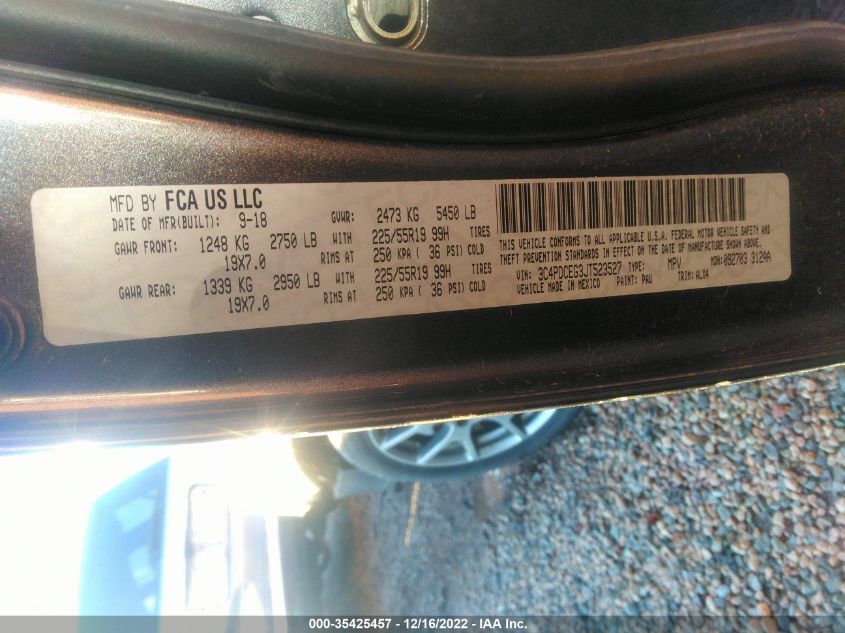 MFD BY FCA US LLC
DATE OF MFR(BUILT): 9-18 GVWR: 2473 KG 5450 LB
GAWR FRONT: 1248 KG 2750 LB WITH 225/55R19 99H TIRES
19X7.0 RIMS AT 250 KPA ( 36 PSI) COLD
GAWR REAR: 1339 KG 2950 LB WITH 225/55R19 99H TIRES
19X7.0 RIMS AT 250 KPA ( 36 PSI) COLD
THIS VEHICLE CONFORMS TO ALL APPLICABLE U.S.A. FEDERAL MOTOR VEHICLE SAFETY AND
THEFT PREVENTION STANDARDS IN EFFECT ON THE DATE OF MANUFACTURE SHOWN ABOVE.
VIN: 3C4PDCEG3JT523527 TYPE: MPV MDH: 092703 312AA
VEHICLE MADE IN MEXICO PAINT: PAU TRIM: ALX4
000-35425457 - 12/16/2022 - IAA Inc.